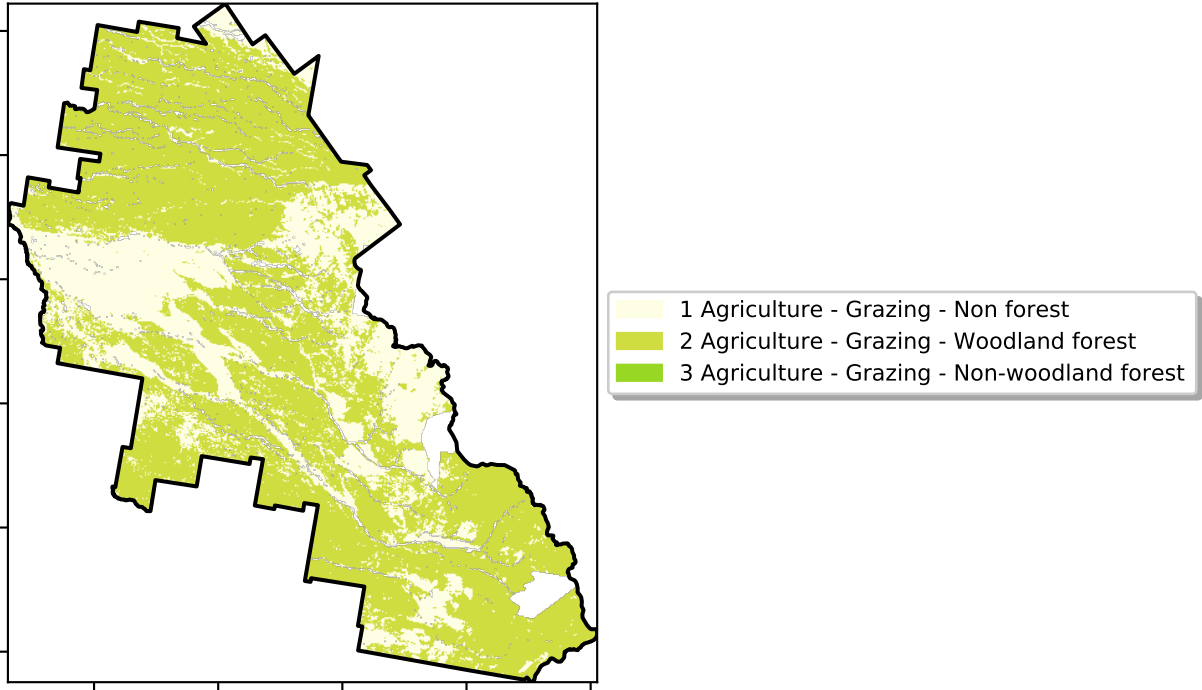 1 Agriculture - Grazing - Non forest
2 Agriculture - Grazing - Woodland forest
3 Agriculture - Grazing - Non-woodland forest